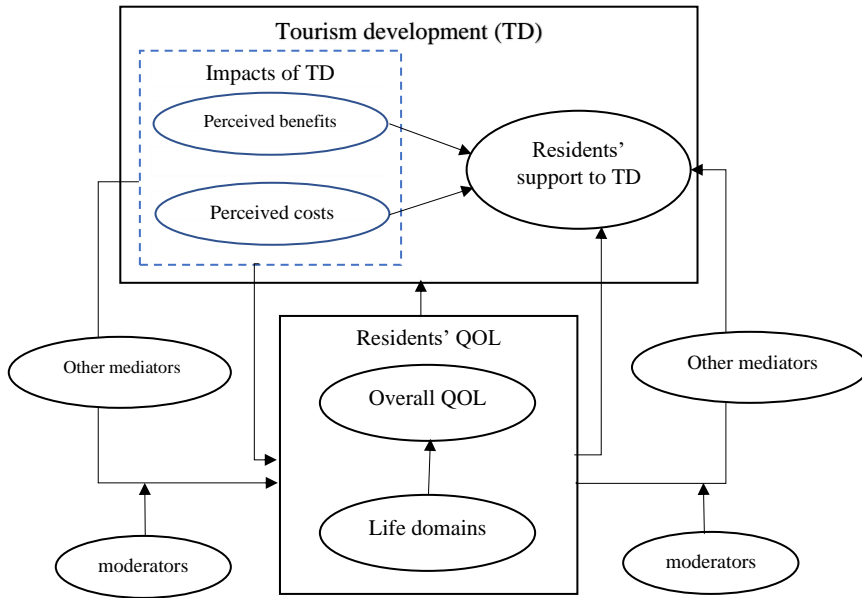 Tourism development (TD)
Impacts of TD
Perceived benefits
Residents'
support to TD
Perceived costs
Residents' QOL
Other mediators
Other mediators
Overall QOL
Life domains
moderators
moderators